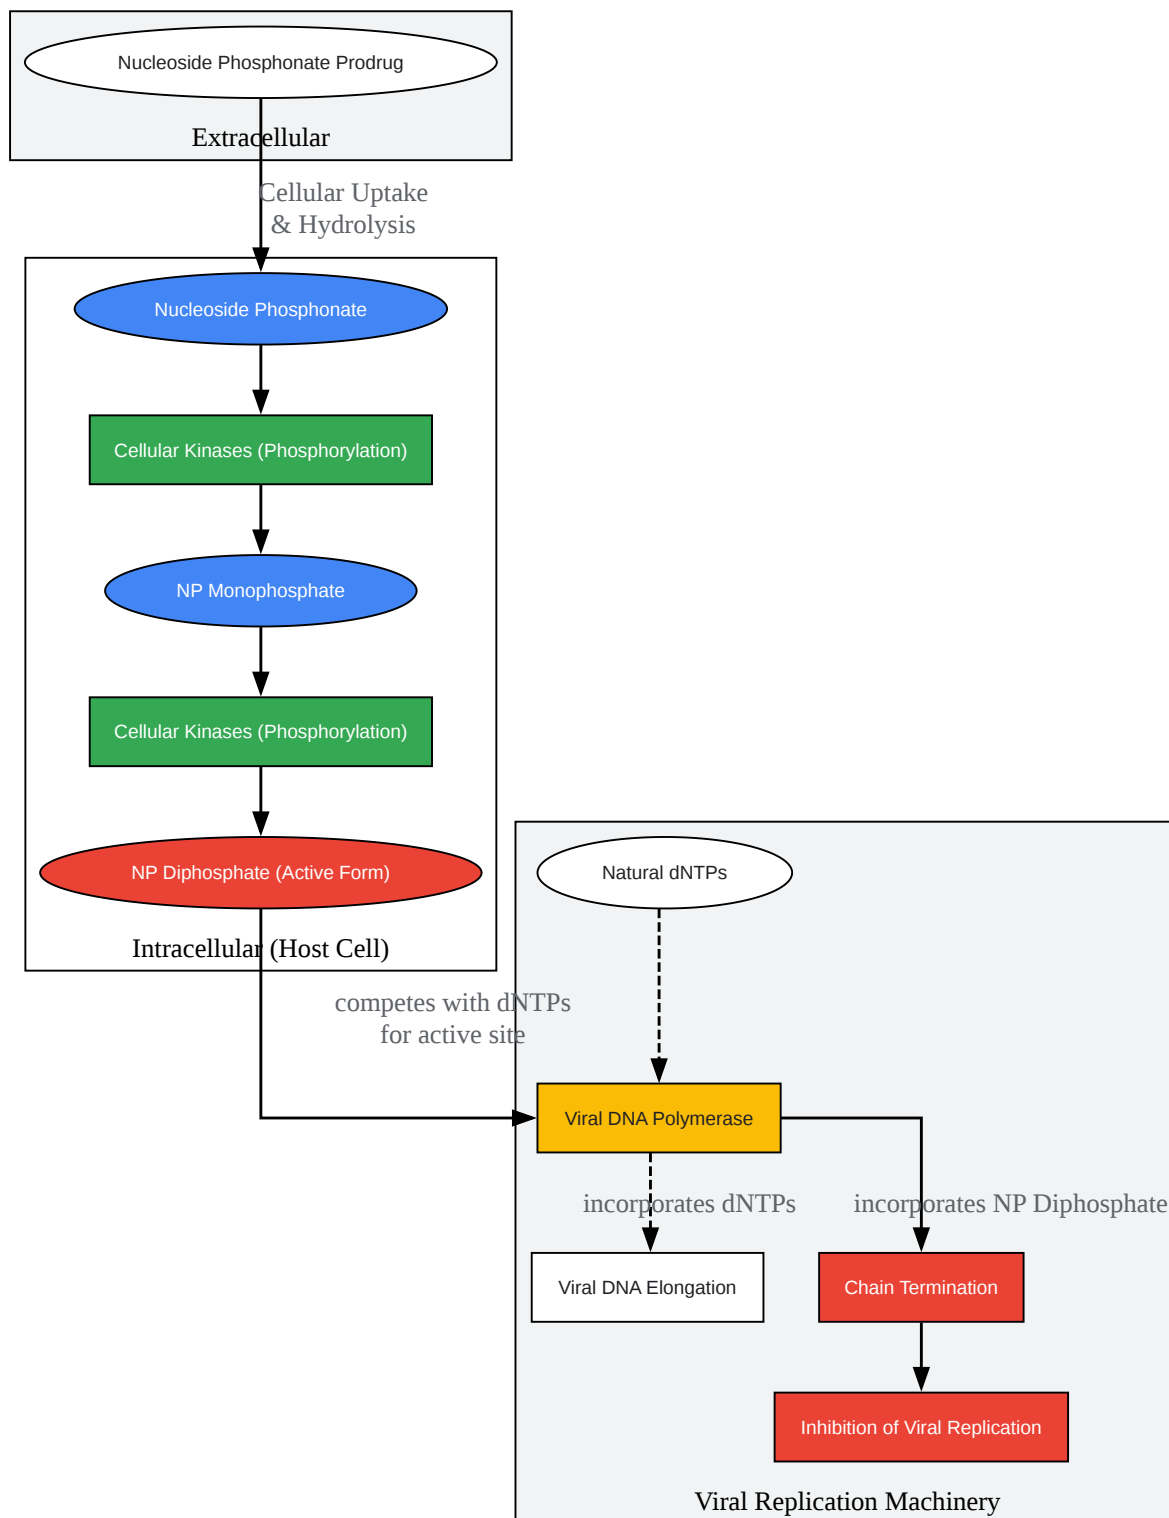 Nucleoside Phosphonate Prodrug
Extracellular
Cellular Uptake
& Hydrolysis
Nucleoside Phosphonate
Cellular Kinases (Phosphorylation)
NP Monophosphate
Cellular Kinases (Phosphorylation)
NP Diphosphate (Active Form)
Intracellular (Host Cell)
Natural dNTPs
competes with dNTPs
for active site
Viral DNA Polymerase
incorporates dNTPs
incorporates NP Diphosphate
Viral DNA Elongation
Chain Termination
Inhibition of Viral Replication
Viral Replication Machinery